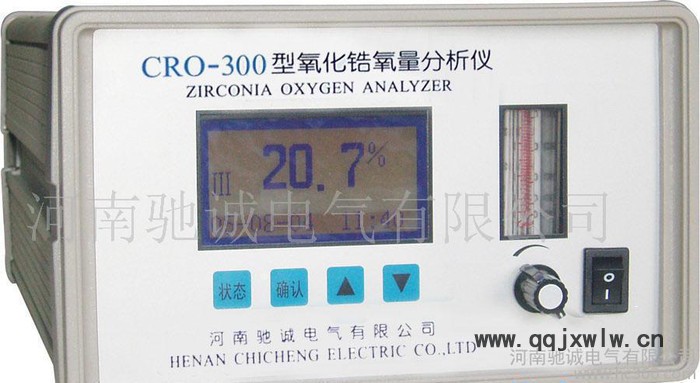 CRO-300型氧化锆氧量分析仪
ZIRCONIA OXYGEN ANALYZER
20.7%
河南驰诚电气有限公司
状态 确认 ▲ ▼
河南驰诚电气有限公司
HENAN CHICHENG ELECTRIC CO.,LTD
www.qqjxwlw.cn
河南驰诚电气有限公司